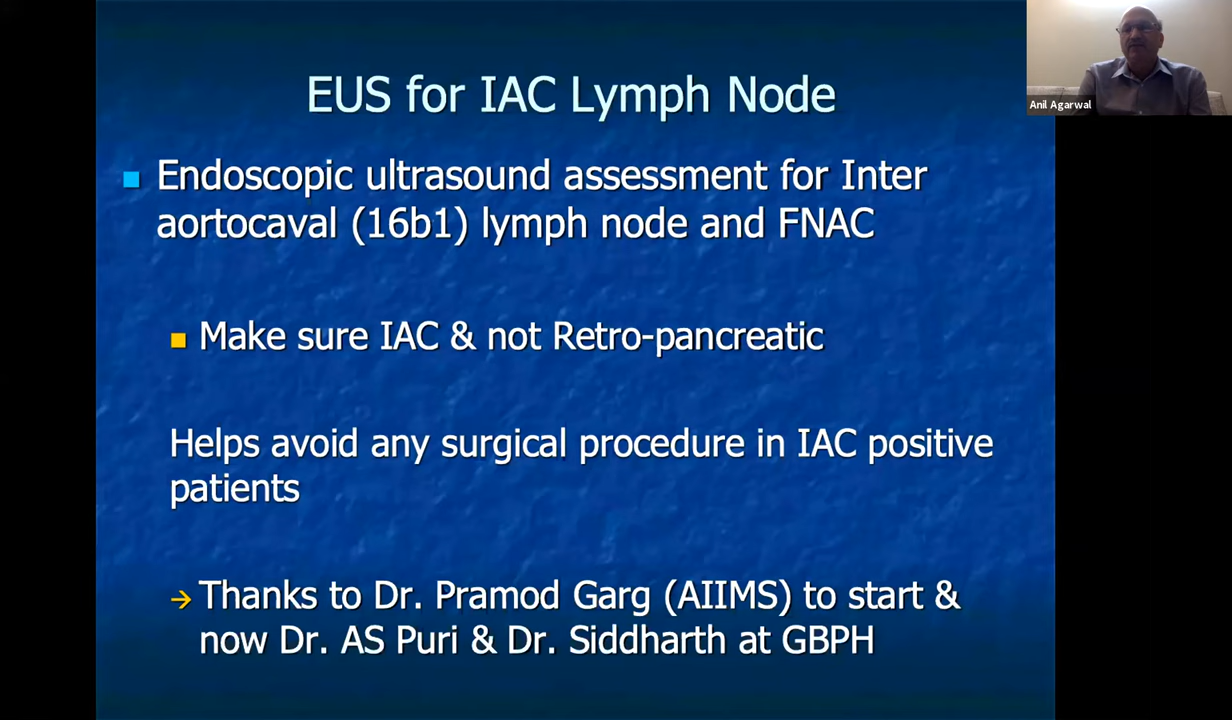 EUS for IAC Lymph Node
Anil Agarwal
Endoscopic ultrasound assessment for Inter
aortocaval (16b1) lymph node and FNAC
Make sure IAC & not Retro-pancreatic
Helps avoid any surgical procedure in IAC positive
patients
Thanks to Dr. Pramod Garg (AIIMS) to start &
now Dr. AS Puri & Dr. Siddharth at GBPH